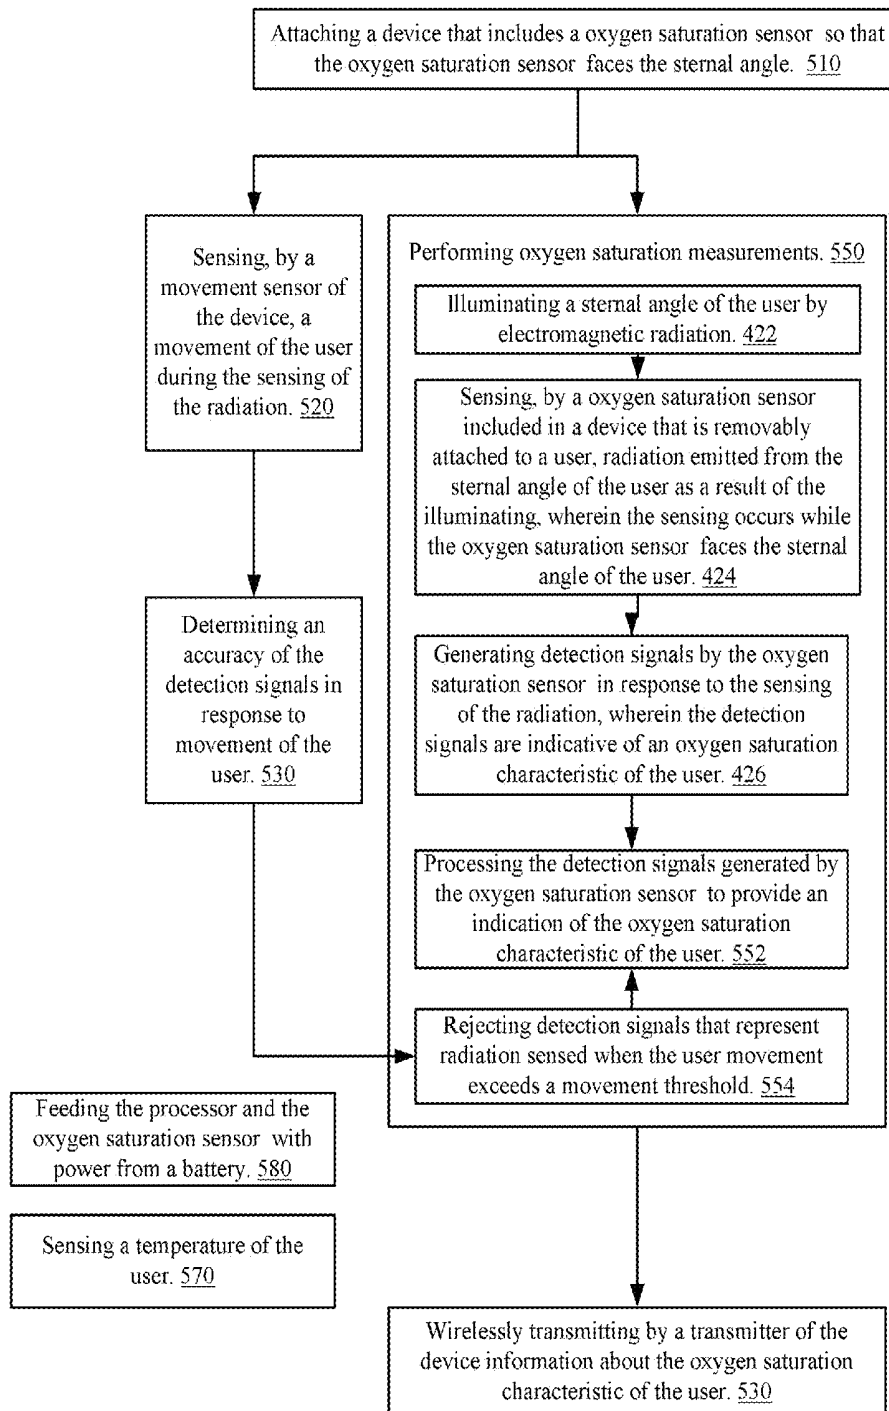 Attaching a device that includes a oxygen saturation sensor so that
the oxygen saturation sensor faces the sternal angle. 510
Sensing, by a
movement sensor of
the device, a
movement of the user
during the sensing of
the radiation. 520
Determining an
accuracy of the
detection signals in
response to
movement of the
user. 530
Performing oxygen saturation measurements. 550
Illuminating a sternal angle of the user by
electromagnetic radiation. 422
Sensing, by a oxygen saturation sensor
included in a device that is removably
attached to a user, radiation emitted from the
sternal angle of the user as a result of the
illuminating, wherein the sensing occurs while
the oxygen saturation sensor faces the sternal
angle of the user. 424
Generating detection signals by the oxygen
saturation sensor in response to the sensing
of the radiation, wherein the detection
signals are indicative of an oxygen saturation
characteristic of the user. 426
Processing the detection signals generated by
the oxygen saturation sensor to provide an
indication of the oxygen saturation
characteristic of the user. 552
Rejecting detection signals that represent
radiation sensed when the user movement
exceeds a movement threshold. 554
Feeding the processor and the
oxygen saturation sensor with
power from a battery. 580
Sensing a temperature of the
user. 570
Wirelessly transmitting by a transmitter of the
device information about the oxygen saturation
characteristic of the user. 530